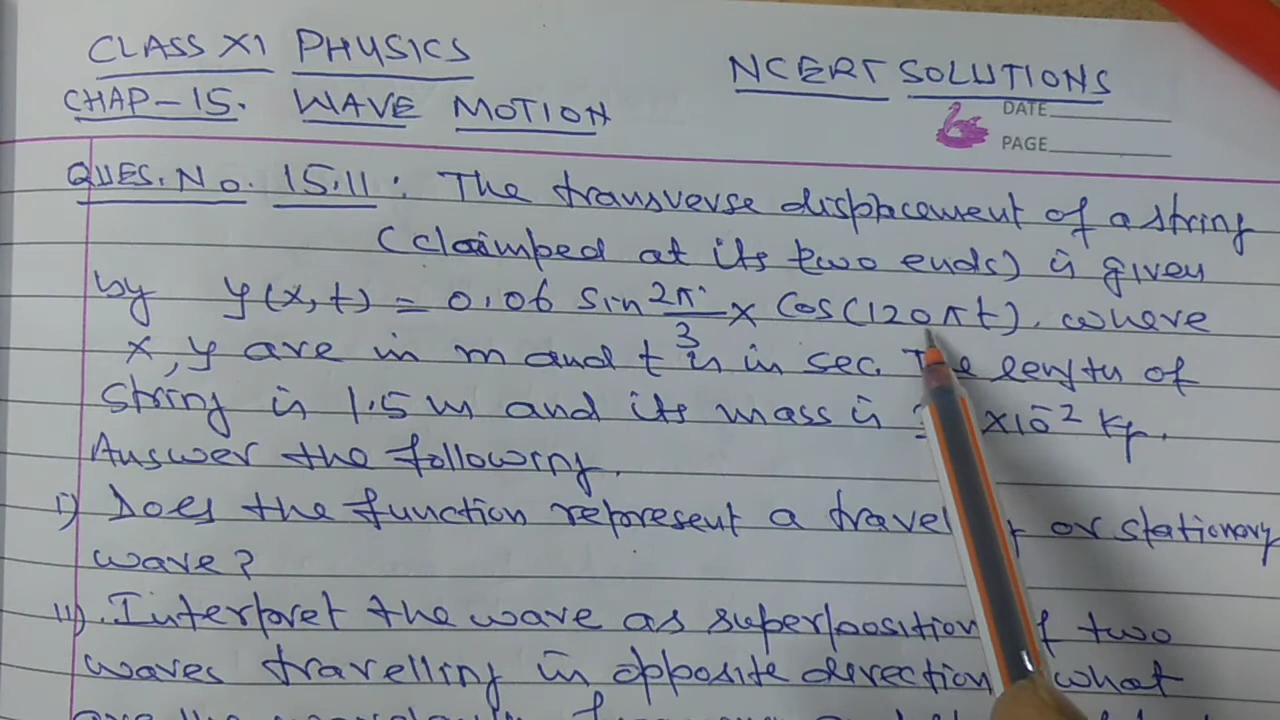 CLASS XI PHYSICS
NCERT SOLUTIONS
CHAP-15. WAVE MOTION
DATE
PAGE
QUES. No. 15.11: The transverse displacement of a string
(claimped at its two ends) is given
by y(x,t) = 0.06 sin 2π/3 x cos(120πt). where
x, y are in m and t is in sec. The length of
string is 1.5 m and its mass is ×10⁻² kg.
Answer the following.
i) Does the function represent a travel or stationary
wave?
ii). Interpret the wave as superposition of two
waves travelling in opposite direction what